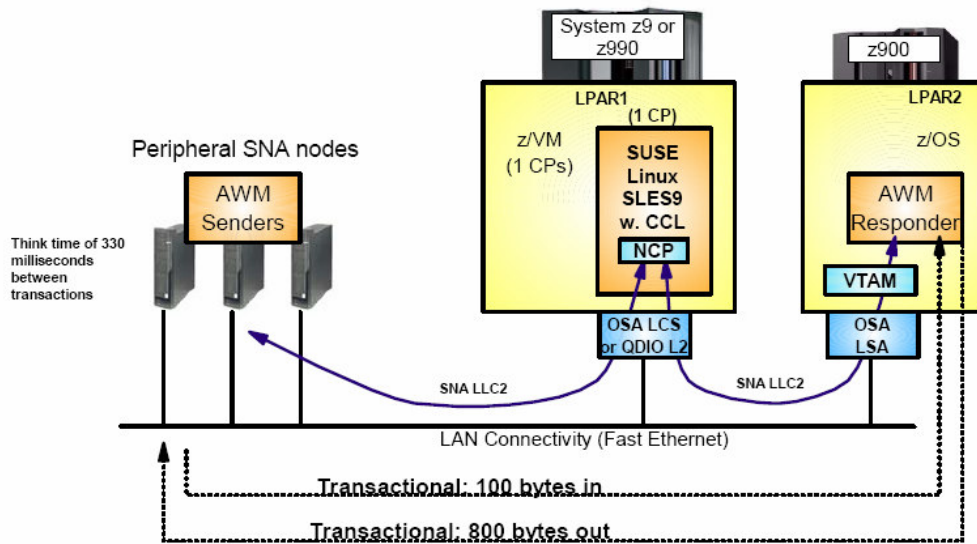 System z9 or
z990
z900
LPAR1
(1 CP)
LPAR2
z/VM
(1 CPs)
z/OS
SUSE
Linux
SLES9
w. CCL
NCP
Peripheral SNA nodes
AWM
Senders
AWM
Responder
Think time of 330
milliseconds
between
transactions
VTAM
OSA LCS
or QDIO L2
OSA
LSA
SNA LLC2
SNA LLC2
LAN Connectivity (Fast Ethernet)
Transactional: 100 bytes in
Transactional: 800 bytes out